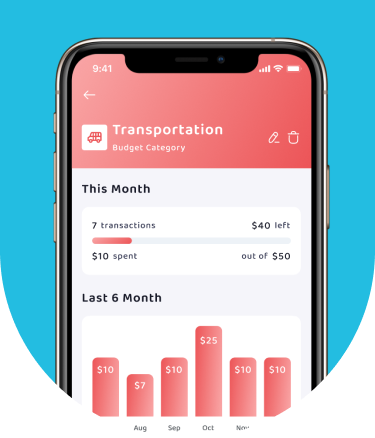 9:41
Transportation
Budget Category
This Month
7 transactions $40 left
$10 spent out of $50
Last 6 Month
$10 $7 $10 $25 $10 $10
Aug Sep Oct Nov